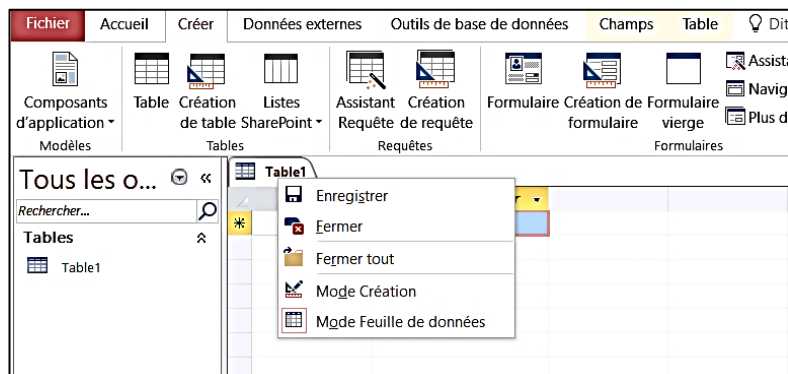 Fichier Accueil Créer Données externes Outils de base de données Champs Table
Composants d'application
Table
Création de table
Listes SharePoint
Assistant Requête
Création de requête
Formulaire
Création de formulaire
Formulaire vierge
Modèles Tables Requêtes Formulaires
Tous les o... «
Rechercher...
Tables
Table1
Table1
Enregistrer
Fermer
Fermer tout
Mode Création
Mode Feuille de données